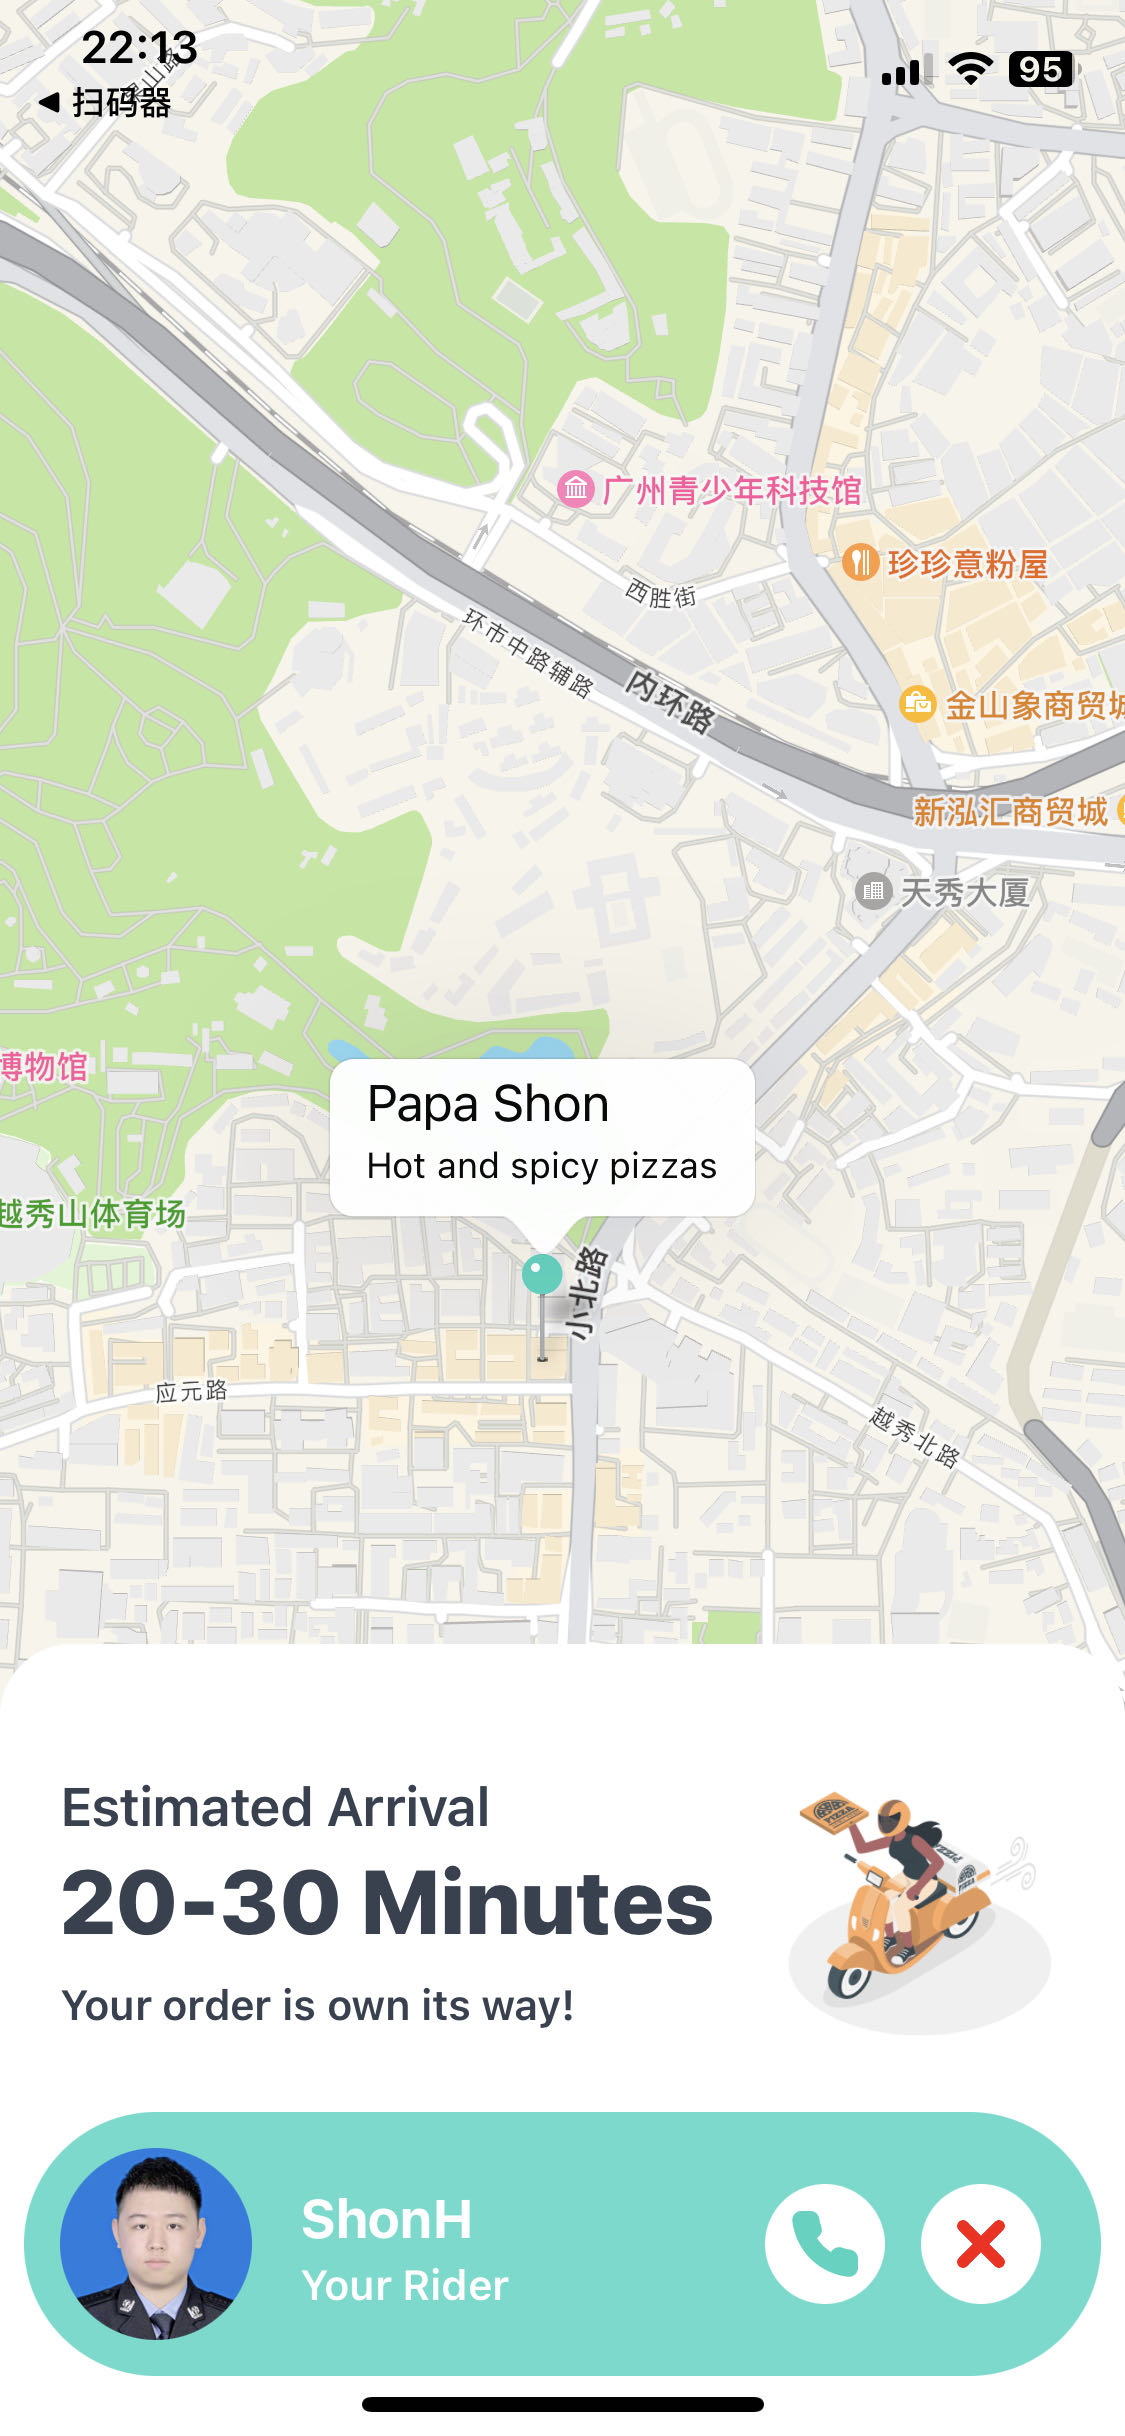 22:13
95
扫码器
广州青少年科技馆
珍珍意粉屋
西胜街
环市中路辅路
内环路
金山象商贸城
新泓汇商贸城
天秀大厦
博物馆
Papa Shon
Hot and spicy pizzas
越秀山体育场
小北路
应元路
越秀北路
Estimated Arrival
20-30 Minutes
Your order is own its way!
PIZZA
PIZZA
PIZZA
ShonH
Your Rider